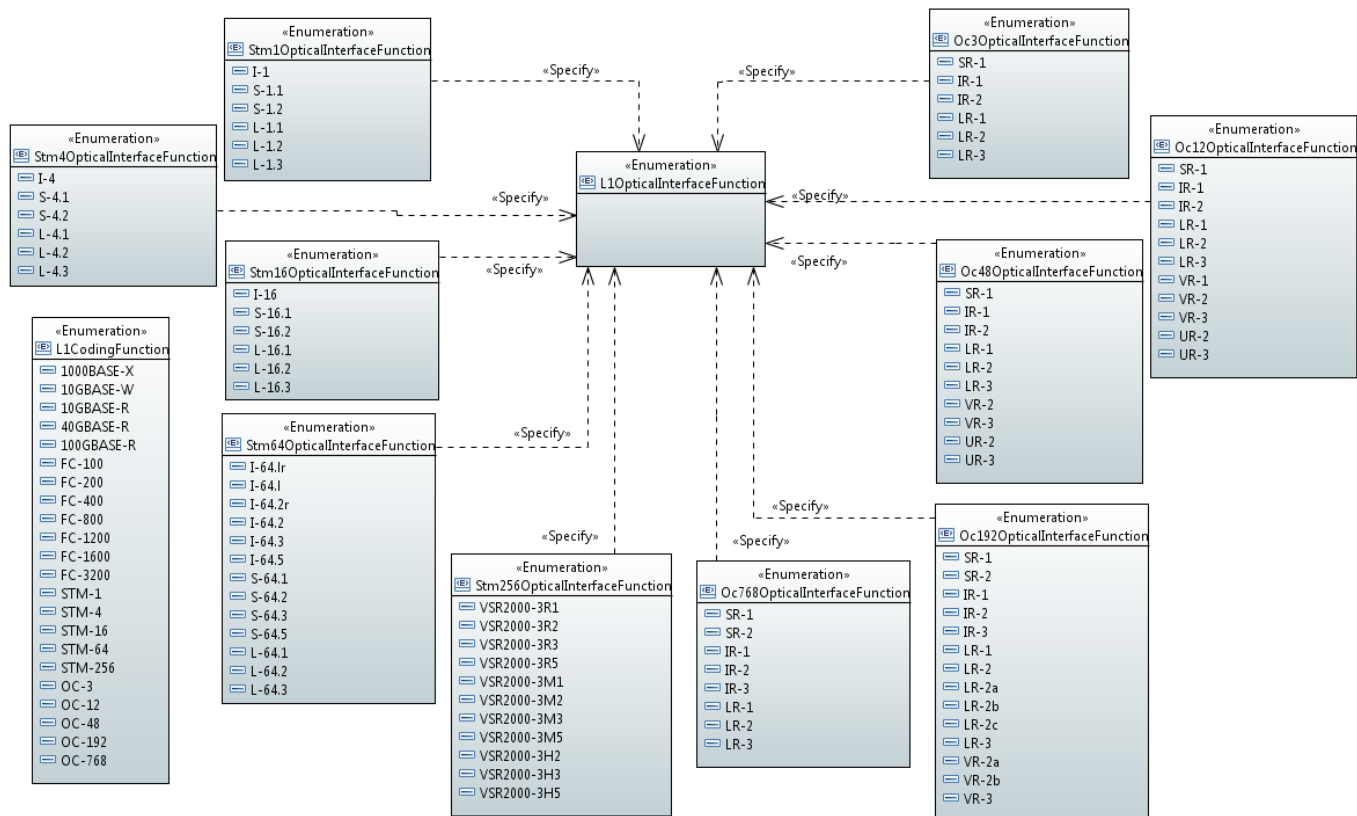 «Enumeration»
Stm1OpticalInterfaceFunction
I-1
S-1.1
S-1.2
L-1.1
L-1.2
L-1.3
«Specify»
«Specify»
«Enumeration»
Oc3OpticalInterfaceFunction
SR-1
IR-1
IR-2
LR-1
LR-2
LR-3
«Enumeration»
Stm4OpticalInterfaceFunction
I-4
S-4.1
S-4.2
L-4.1
L-4.2
L-4.3
«Specify»
«Enumeration»
L1OpticalInterfaceFunction
«Specify»
«Enumeration»
Oc12OpticalInterfaceFunction
SR-1
IR-1
IR-2
LR-1
LR-2
LR-3
VR-1
VR-2
VR-3
UR-2
UR-3
«Enumeration»
Stm16OpticalInterfaceFunction
I-16
S-16.1
S-16.2
L-16.1
L-16.2
L-16.3
«Specify»
«Specify»
«Enumeration»
Oc48OpticalInterfaceFunction
SR-1
IR-1
IR-2
LR-1
LR-2
LR-3
VR-2
VR-3
UR-2
UR-3
«Enumeration»
L1CodingFunction
1000BASE-X
10GBASE-W
10GBASE-R
40GBASE-R
100GBASE-R
FC-100
FC-200
FC-400
FC-800
FC-1200
FC-1600
FC-3200
STM-1
STM-4
STM-16
STM-64
STM-256
OC-3
OC-12
OC-48
OC-192
OC-768
«Enumeration»
Stm64OpticalInterfaceFunction
I-64.lr
I-64.l
I-64.2r
I-64.2
I-64.3
I-64.5
S-64.1
S-64.2
S-64.3
S-64.5
L-64.1
L-64.2
L-64.3
«Specify»
«Specify»
«Enumeration»
Stm256OpticalInterfaceFunction
VSR2000-3R1
VSR2000-3R2
VSR2000-3R3
VSR2000-3R5
VSR2000-3M1
VSR2000-3M2
VSR2000-3M3
VSR2000-3M5
VSR2000-3H2
VSR2000-3H3
VSR2000-3H5
«Specify»
«Enumeration»
Oc768OpticalInterfaceFunction
SR-1
SR-2
IR-1
IR-2
IR-3
LR-1
LR-2
LR-3
«Specify»
«Enumeration»
Oc192OpticalInterfaceFunction
SR-1
SR-2
IR-1
IR-2
IR-3
LR-1
LR-2
LR-2a
LR-2b
LR-2c
LR-3
VR-2a
VR-2b
VR-3